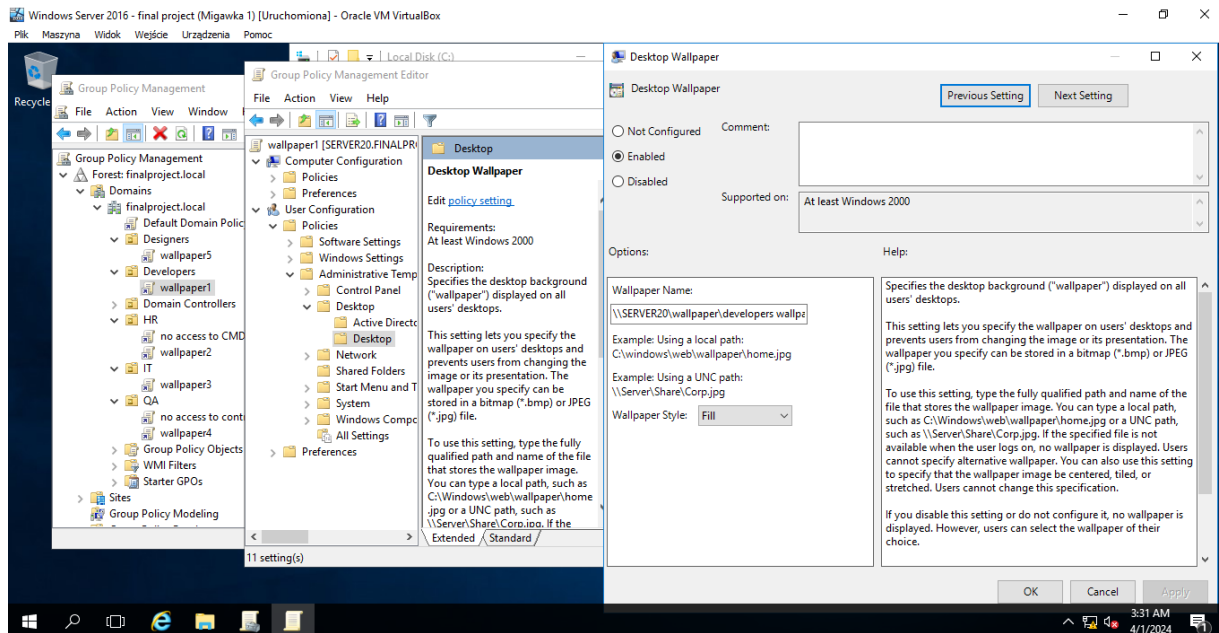 Windows Server 2016 - final project (Migawka 1) [Uruchomiona] - Oracle VM VirtualBox
Plik Maszyna Widok Wejście Urządzenia Pomoc
Recycle
Group Policy Management
File Action View Window
Group Policy Management
Forest: finalproject.local
Domains
finalproject.local
Default Domain Polic
Designers
wallpaper5
Developers
wallpaper1
Domain Controllers
HR
no access to CMD
wallpaper2
IT
wallpaper3
QA
no access to conti
wallpaper4
Group Policy Objects
WMI Filters
Starter GPOs
Sites
Group Policy Modeling
Local Disk (C:)
Group Policy Management Editor
File Action View Help
wallpaper1 [SERVER20.FINALPR
Computer Configuration
Policies
Preferences
User Configuration
Policies
Software Settings
Windows Settings
Administrative Temp
Control Panel
Desktop
Active Directo
Desktop
Network
Shared Folders
Start Menu and T
System
Windows Compo
All Settings
Preferences
Desktop
Desktop Wallpaper
Edit policy setting
Requirements:
At least Windows 2000
Description:
Specifies the desktop background
("wallpaper") displayed on all
users' desktops.
This setting lets you specify the
wallpaper on users' desktops and
prevents users from changing the
image or its presentation. The
wallpaper you specify can be
stored in a bitmap (*.bmp) or JPEG
(*.jpg) file.
To use this setting, type the fully
qualified path and name of the file
that stores the wallpaper image.
You can type a local path, such as
C:\Windows\web\wallpaper\home
.jpg or a UNC path, such as
\\Server\Share\Corp.jpg. If the
Extended Standard
11 setting(s)
Desktop Wallpaper
Desktop Wallpaper
Previous Setting Next Setting
Not Configured
Enabled
Disabled
Comment:
Supported on:
At least Windows 2000
Options:
Help:
Wallpaper Name:
\\SERVER20\wallpaper\developers wallpa
Example: Using a local path:
C:\windows\web\wallpaper\home.jpg
Example: Using a UNC path:
\\Server\Share\Corp.jpg
Wallpaper Style: Fill
Specifies the desktop background ("wallpaper") displayed on all
users' desktops.
This setting lets you specify the wallpaper on users' desktops and
prevents users from changing the image or its presentation. The
wallpaper you specify can be stored in a bitmap (*.bmp) or JPEG
(*.jpg) file.
To use this setting, type the fully qualified path and name of the
file that stores the wallpaper image. You can type a local path,
such as C:\Windows\web\wallpaper\home.jpg or a UNC path,
such as \\Server\Share\Corp.jpg. If the specified file is not
available when the user logs on, no wallpaper is displayed. Users
cannot specify alternative wallpaper. You can also use this setting
to specify that the wallpaper image be centered, tiled, or
stretched. Users cannot change this specification.
If you disable this setting or do not configure it, no wallpaper is
displayed. However, users can select the wallpaper of their
choice.
OK Cancel Apply
3:31 AM
4/1/2024
1